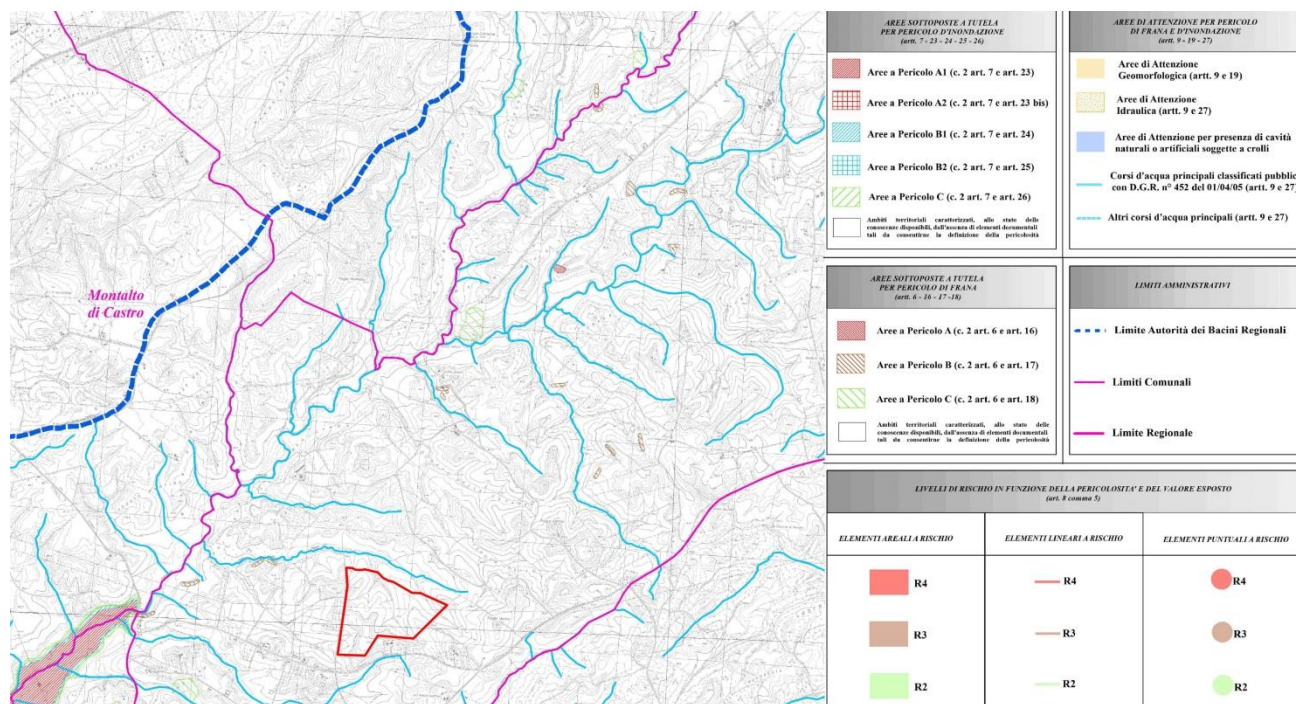 Montalto
di Castro
AREE SOTTOPOSTE A TUTELA
PER PERICOLO D'INONDAZIONE
(artt. 7 - 23 - 24 - 25 - 26)
Aree a Pericolo A1 (c. 2 art. 7 e art. 23)
Aree a Pericolo A2 (c. 2 art. 7 e art. 23 bis)
Aree a Pericolo B1 (c. 2 art. 7 e art. 24)
Aree a Pericolo B2 (c. 2 art. 7 e art. 25)
Aree a Pericolo C (c. 2 art. 7 e art. 26)
Ambiti territoriali caratterizzati, allo stato delle
conoscenze disponibili, dall'assenza di elementi documentali
tali da consentirne la definizione della pericolosità
AREE DI ATTENZIONE PER PERICOLO
DI FRANA E D'INONDAZIONE
(artt. 9 - 19 - 27)
Aree di Attenzione
Geomorfologica (artt. 9 e 19)
Aree di Attenzione
Idraulica (artt. 9 e 27)
Aree di Attenzione per presenza di cavità
naturali o artificiali soggette a crolli
Corsi d'acqua principali classificati pubblic
con D.G.R. n° 452 del 01/04/05 (artt. 9 e 27)
Altri corsi d'acqua principali (artt. 9 e 27)
AREE SOTTOPOSTE A TUTELA
PER PERICOLO DI FRANA
(artt. 6 - 16 - 17 -18)
Aree a Pericolo A (c. 2 art. 6 e art. 16)
Aree a Pericolo B (c. 2 art. 6 e art. 17)
Aree a Pericolo C (c. 2 art. 6 e art. 18)
Ambiti territoriali caratterizzati, allo stato delle
conoscenze disponibili, dall'assenza di elementi documentali
tali da consentirne la definizione della pericolosità
LIMITI AMMINISTRATIVI
Limite Autorità dei Bacini Regionali
Limiti Comunali
Limite Regionale
LIVELLI DI RISCHIO IN FUNZIONE DELLA PERICOLOSITA' E DEL VALORE ESPOSTO
(art. 8 comma 5)
ELEMENTI AREALI A RISCHIO
ELEMENTI LINEARI A RISCHIO
ELEMENTI PUNTUALI A RISCHIO
R4
R4
R4
R3
R3
R3
R2
R2
R2